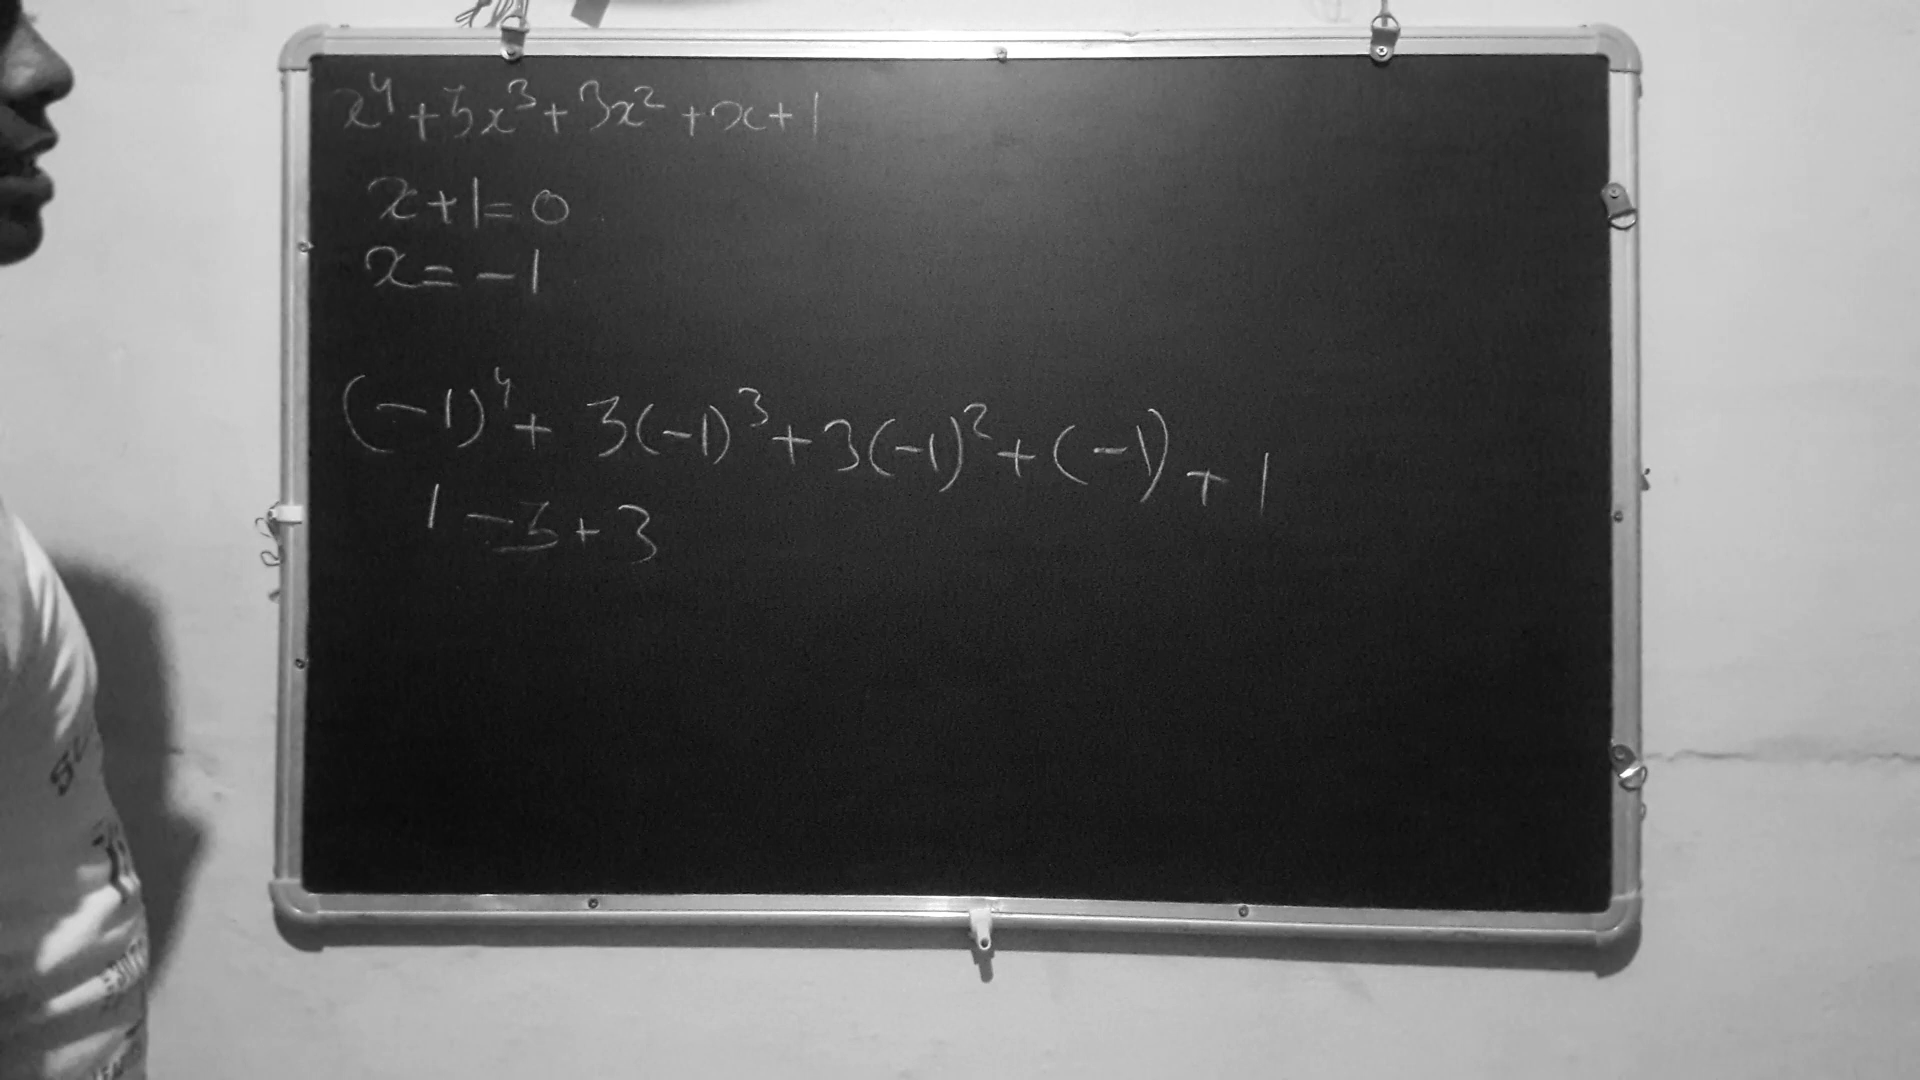 x⁴+3x³+3x²+x+1
x+1=0
x=-1
(-1)⁴+3(-1)³+3(-1)²+(-1)+1
1-3+3